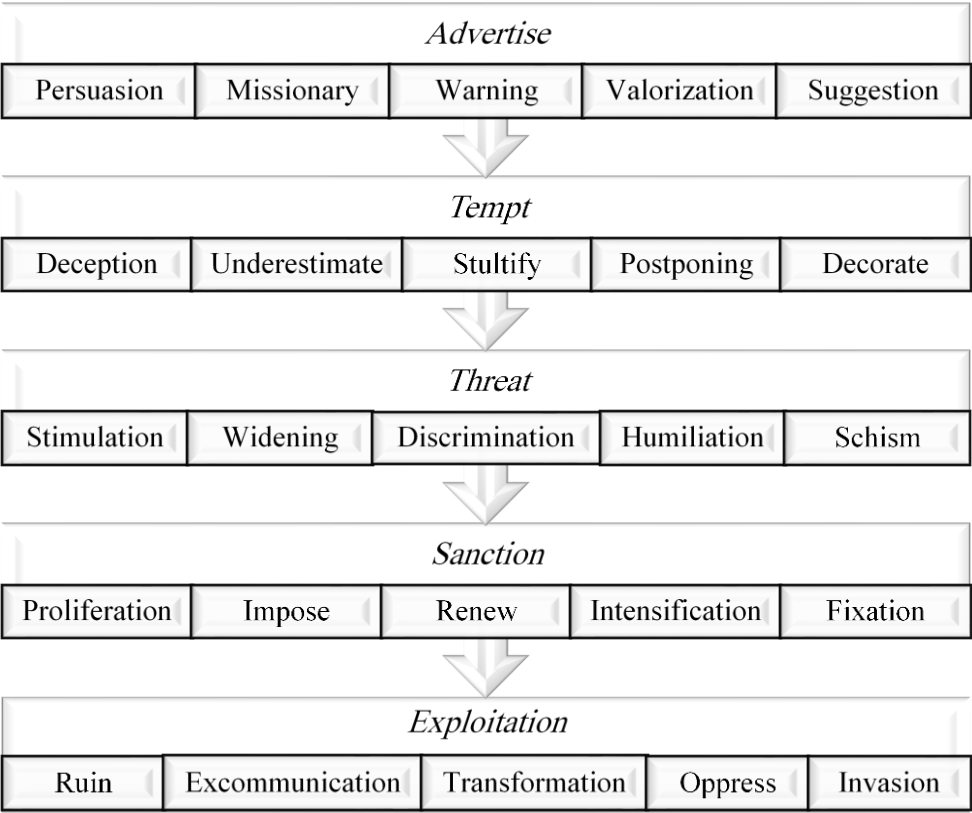 Advertise
Persuasion Missionary Warning Valorization Suggestion
Tempt
Deception Underestimate Stultify Postponing Decorate
Threat
Stimulation Widening Discrimination Humiliation Schism
Sanction
Proliferation Impose Renew Intensification Fixation
Exploitation
Ruin Excommunication Transformation Oppress Invasion